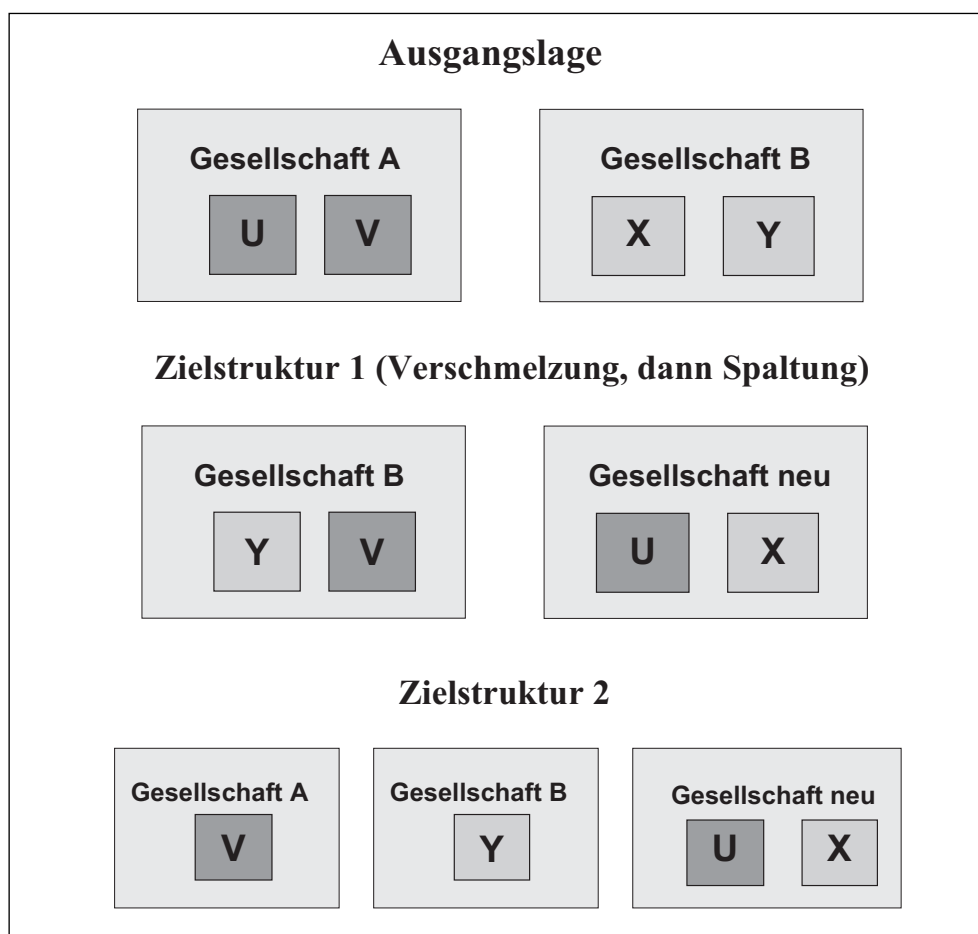 Ausgangslage
Gesellschaft A
U V
Gesellschaft B
X Y
Zielstruktur 1 (Verschmelzung, dann Spaltung)
Gesellschaft B
Y V
Gesellschaft neu
U X
Zielstruktur 2
Gesellschaft A
V
Gesellschaft B
Y
Gesellschaft neu
U X